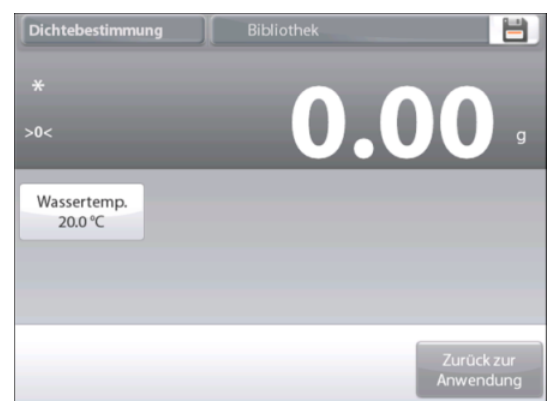 Dichtebestimmung Bibliothek
*
>0<
0.00 g
Wassertemp.
20.0 °C
Zurück zur
Anwendung